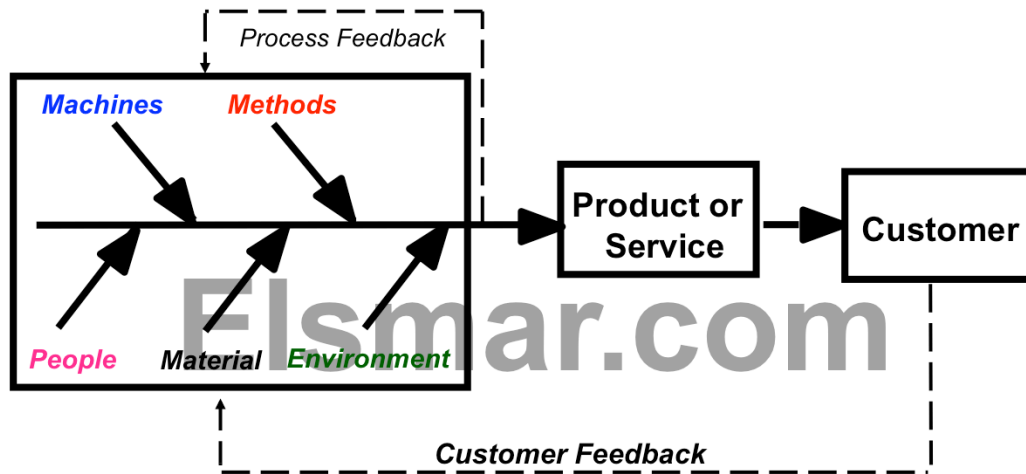 Process Feedback
Machines
Methods
Product or
Service
Customer
Elsmar.com
People
Material
Environment
Customer Feedback